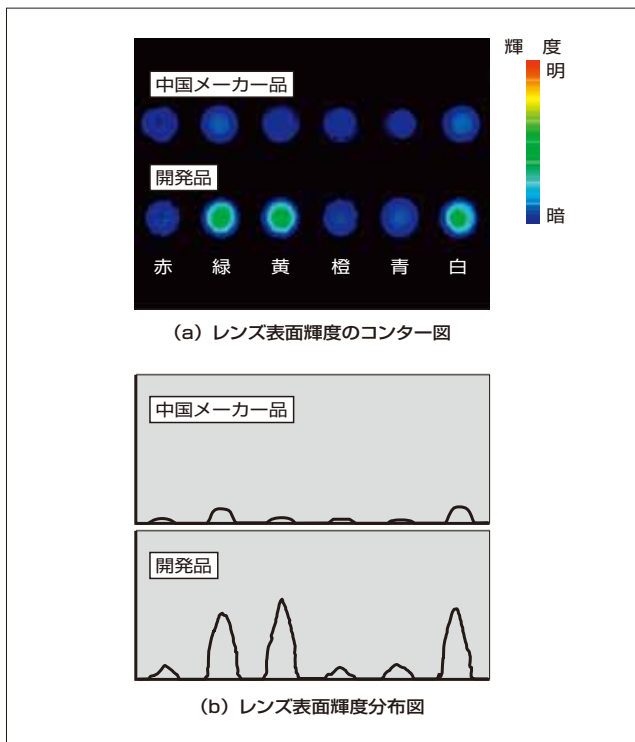 輝 度
明
暗
中国メーカー品
開発品
赤 緑 黄 橙 青 白
(a) レンズ表面輝度のコンター図
中国メーカー品
開発品
(b) レンズ表面輝度分布図